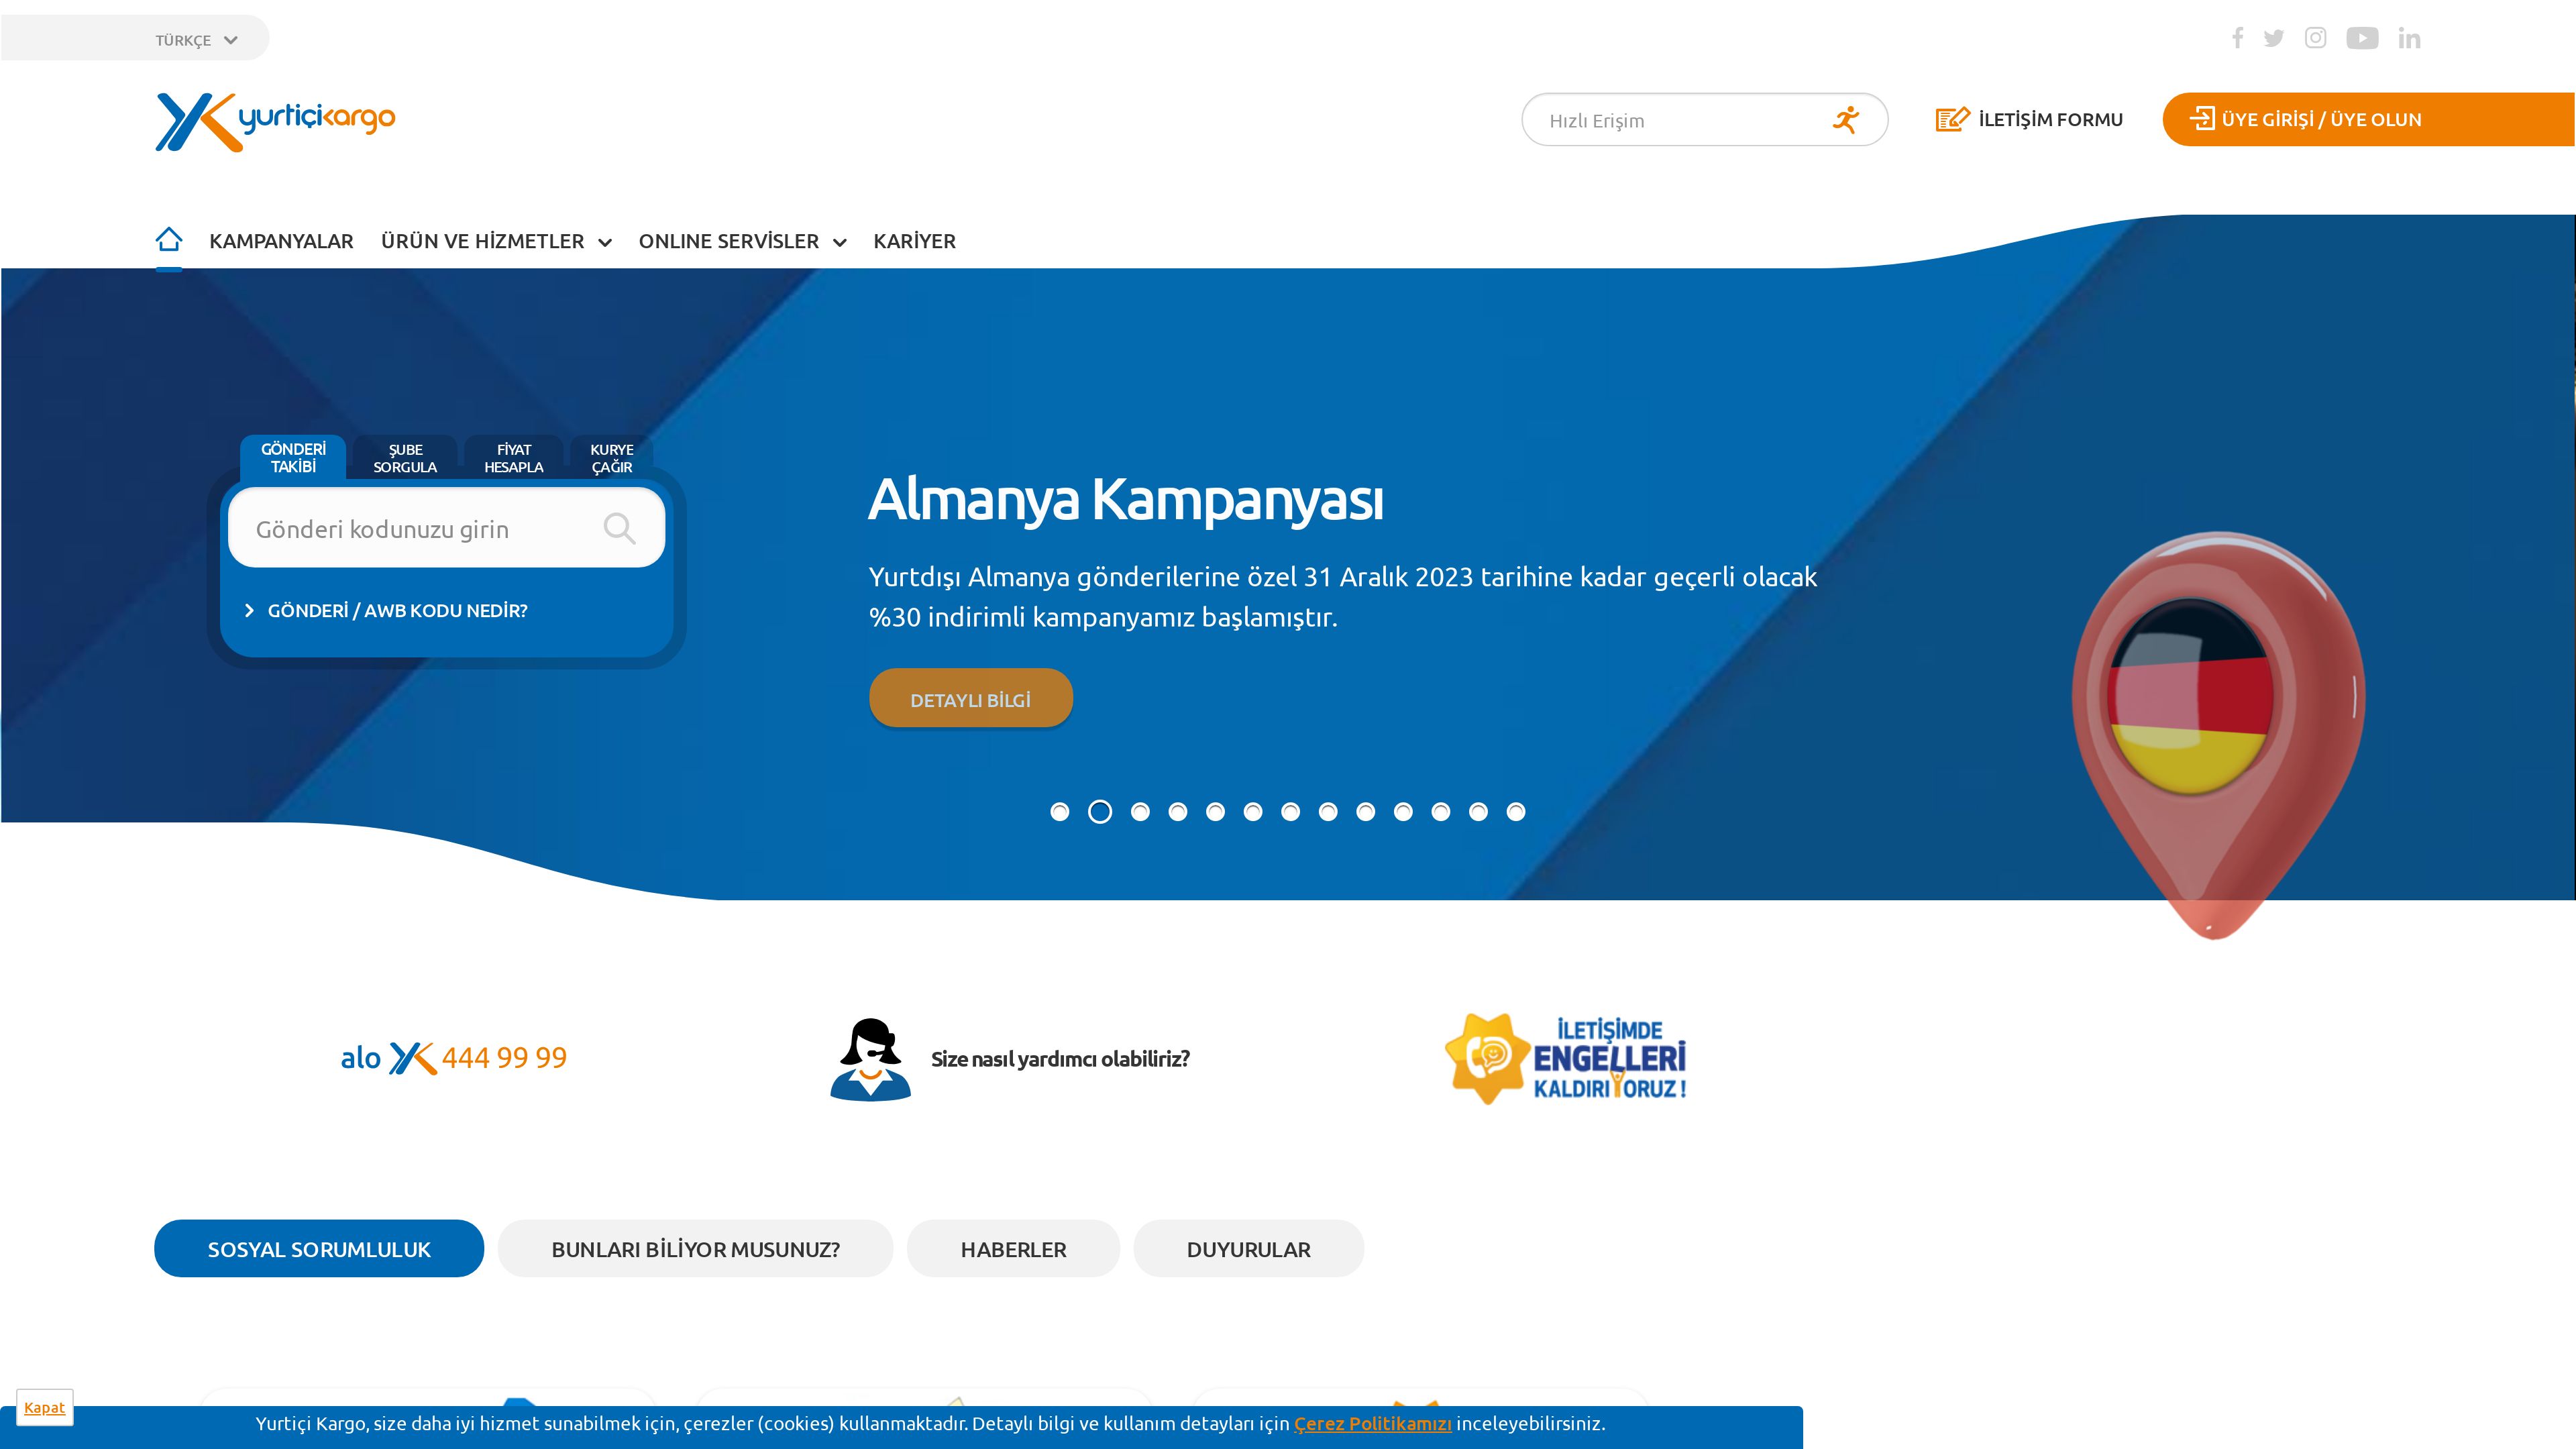 TÜRKÇE
yurtiçikargo
Hızlı Erişim
İLETİŞİM FORMU
ÜYE GİRİŞİ / ÜYE OLUN
KAMPANYALAR
ÜRÜN VE HİZMETLER
ONLINE SERVİSLER
KARİYER
GÖNDERİ
TAKİBİ
ŞUBE
SORGULA
FİYAT
HESAPLA
KURYE
ÇAĞIR
Gönderi kodunuzu girin
GÖNDERİ / AWB KODU NEDİR?
Almanya Kampanyası
Yurtdışı Almanya gönderilerine özel 31 Aralık 2023 tarihine kadar geçerli olacak
%30 indirimli kampanyamız başlamıştır.
DETAYLI BİLGİ
alo YK 444 99 99
Size nasıl yardımcı olabiliriz?
İLETİŞİMDE
ENGELLERİ
KALDIRIYORUZ !
SOSYAL SORUMLULUK
BUNLARI BİLİYOR MUSUNUZ?
HABERLER
DUYURULAR
Kapat
Yurtiçi Kargo, size daha iyi hizmet sunabilmek için, çerezler (cookies) kullanmaktadır. Detaylı bilgi ve kullanım detayları için Çerez Politikamızı inceleyebilirsiniz.